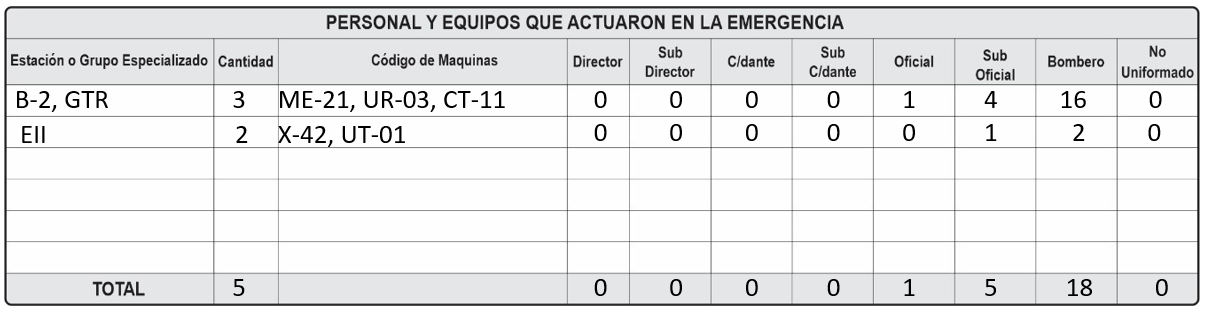 PERSONAL Y EQUIPOS QUE ACTUARON EN LA EMERGENCIA
Estación o Grupo Especializado Cantidad Código de Maquinas Director Sub Director C/dante Sub C/dante Oficial Sub Oficial Bombero No Uniformado
B-2, GTR 3 ME-21, UR-03, CT-11 0 0 0 0 1 4 16 0
EII 2 X-42, UT-01 0 0 0 0 0 1 2 0
TOTAL 5 0 0 0 0 1 5 18 0